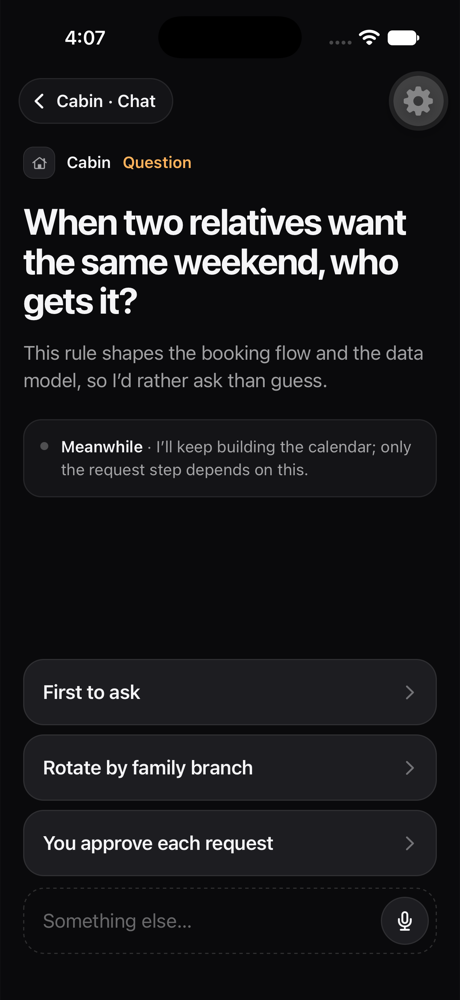 4:07
Cabin · Chat
Cabin Question
When two relatives want
the same weekend, who
gets it?
This rule shapes the booking flow and the data
model, so I’d rather ask than guess.
Meanwhile · I’ll keep building the calendar; only
the request step depends on this.
First to ask
Rotate by family branch
You approve each request
Something else…